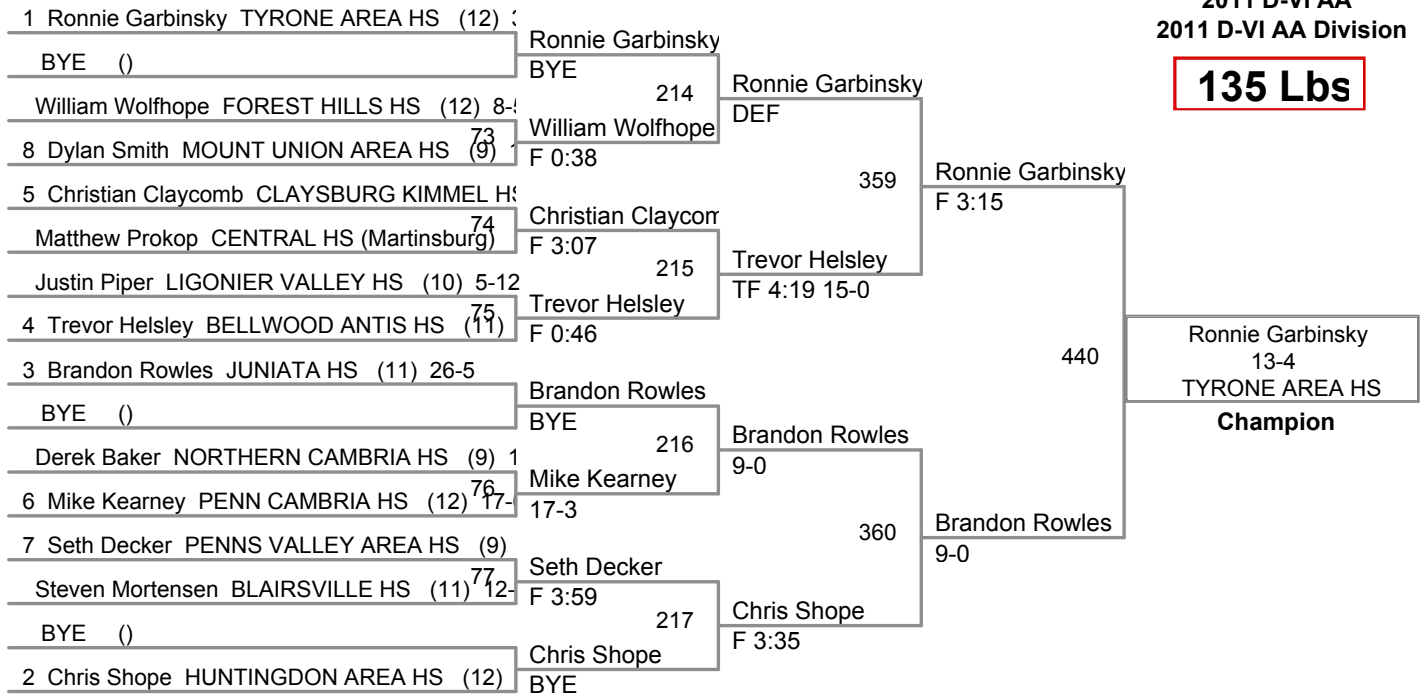 2011 D-VI AA
2011 D-VI AA Division
135 Lbs
1 Ronnie Garbinsky TYRONE AREA HS (12)
BYE ()
William Wolfhope FOREST HILLS HS (12) 8-
73
8 Dylan Smith MOUNT UNION AREA HS (9)
5 Christian Claycomb CLAYSBURG KIMMEL HS
74
Matthew Prokop CENTRAL HS (Martinsburg)
Justin Piper LIGONIER VALLEY HS (10) 5-12
75
4 Trevor Helsley BELLWOOD ANTIS HS (11)
3 Brandon Rowles JUNIATA HS (11) 26-5
BYE ()
Derek Baker NORTHERN CAMBRIA HS (9) 1
76
6 Mike Kearney PENN CAMBRIA HS (12) 17-
7 Seth Decker PENNS VALLEY AREA HS (9)
77
Steven Mortensen BLAIRSVILLE HS (11) 12-
BYE ()
2 Chris Shope HUNTINGDON AREA HS (12)
Ronnie Garbinsky
BYE
214
William Wolfhope
F 0:38
Christian Claycom
F 3:07
215
Trevor Helsley
F 0:46
Brandon Rowles
BYE
216
Mike Kearney
17-3
Seth Decker
F 3:59
217
Chris Shope
BYE
Ronnie Garbinsky
DEF
359
Trevor Helsley
TF 4:19 15-0
Brandon Rowles
9-0
360
Chris Shope
F 3:35
Ronnie Garbinsky
F 3:15
440
Brandon Rowles
9-0
Ronnie Garbinsky
13-4
TYRONE AREA HS
Champion